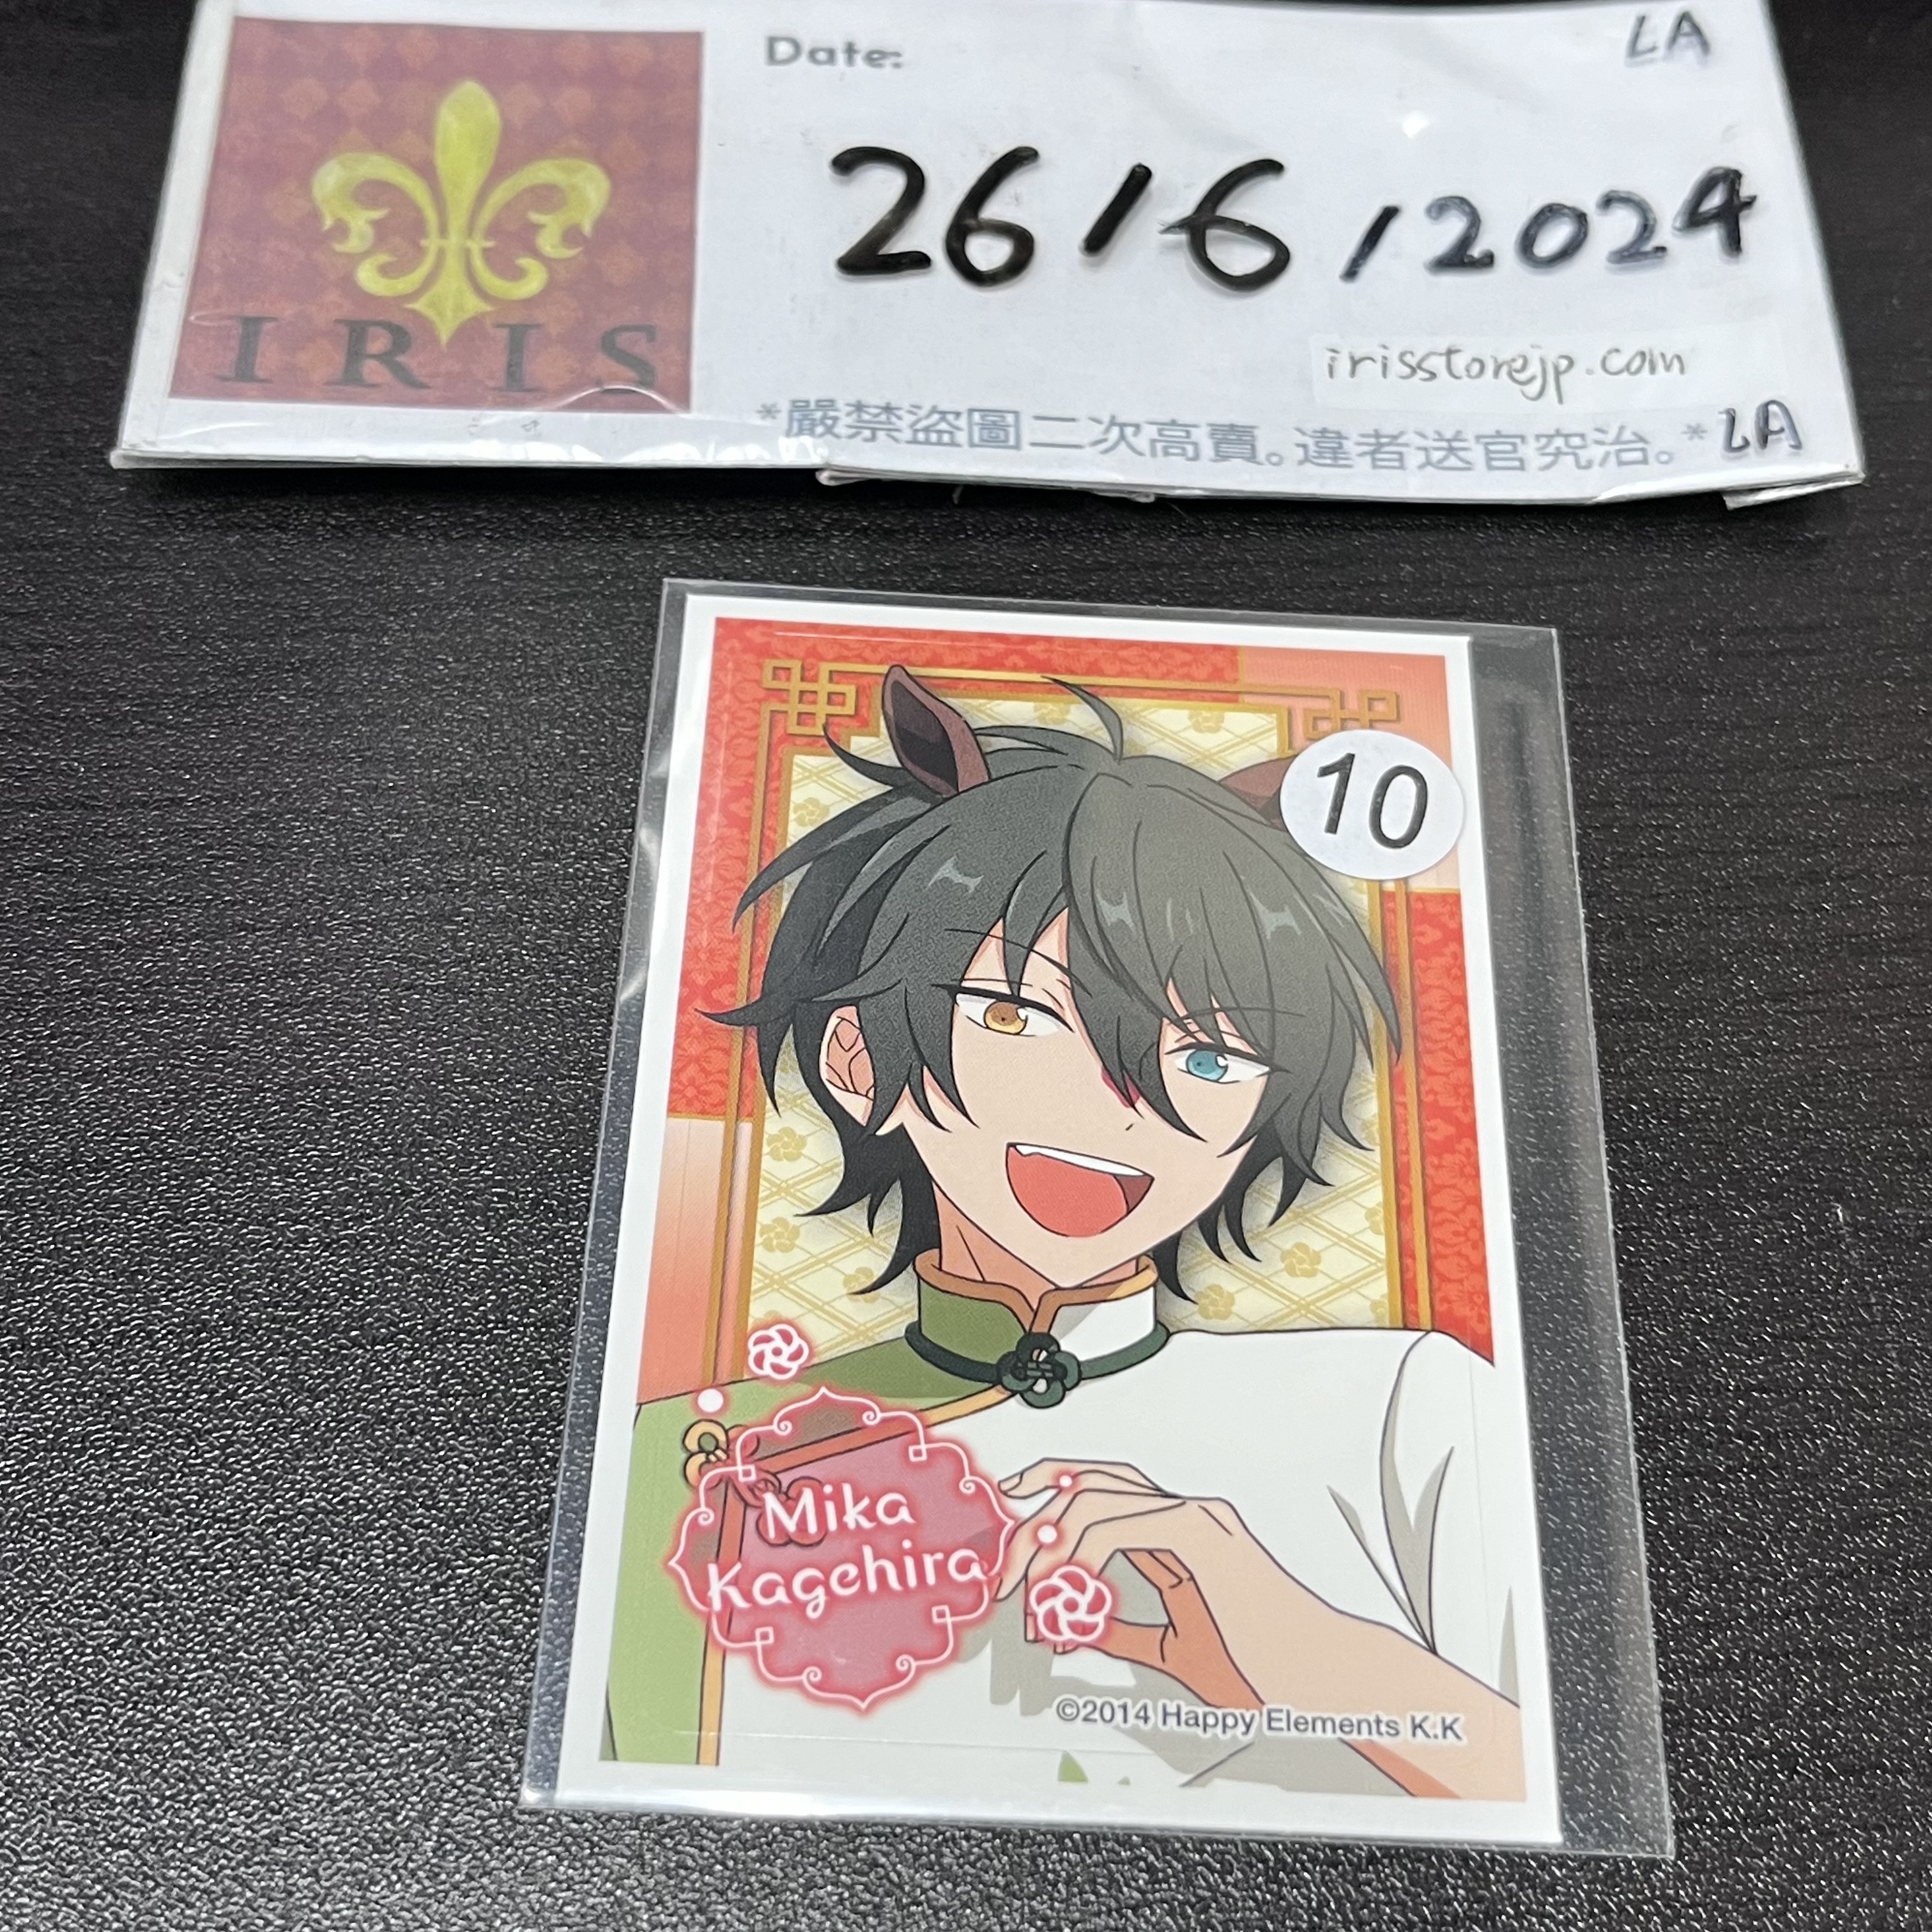 LA
Date:
26/6/2024
IRIS
irisstorejp.com
*嚴禁盜圖二次高賣。違者送官究治。* LA
10
Mika
Kagehira
©2014 Happy Elements K.K